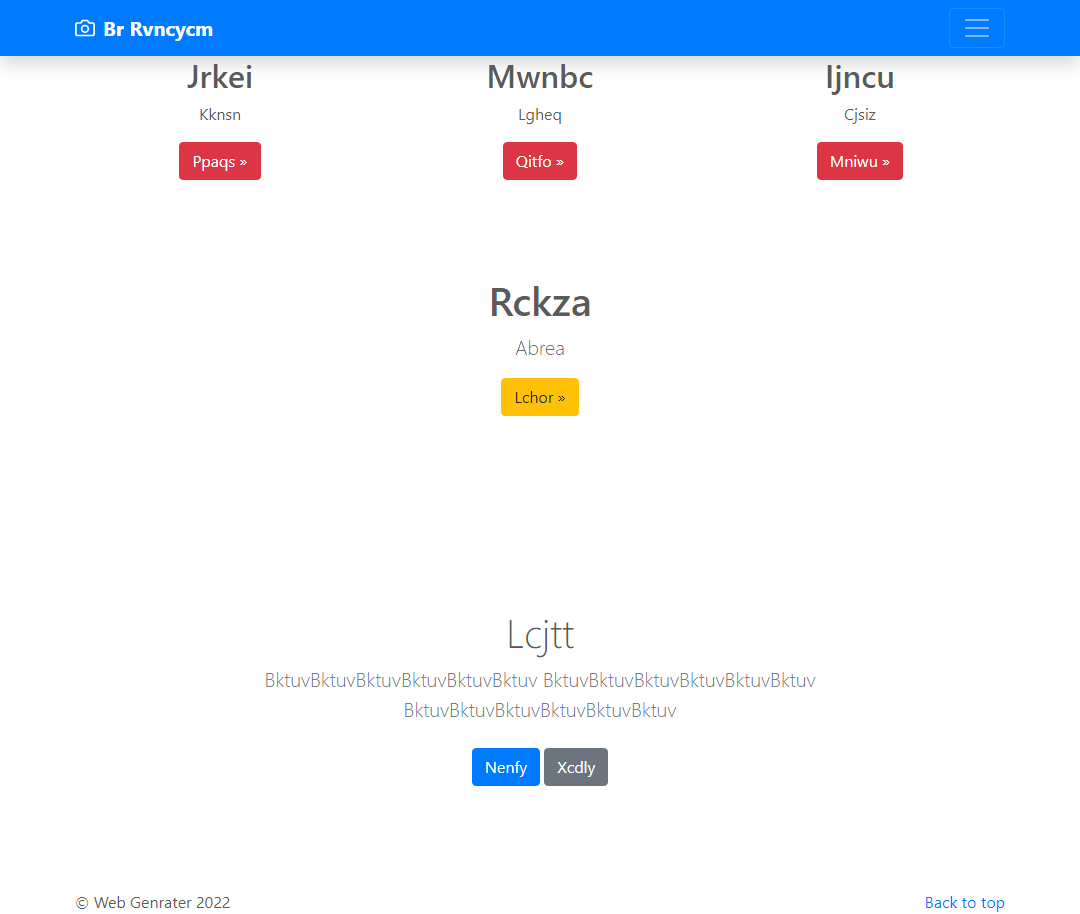 Br Rvncycm
Jrkei
Mwnbc
Ijncu
Kknsn
Lgheq
Cjsiz
Ppaqs »
Qitfo »
Mniwu »
Rckza
Abrea
Lchor »
Lcjtt
BktuvBktuvBktuvBktuvBktuvBktuv BktuvBktuvBktuvBktuvBktuvBktuv
BktuvBktuvBktuvBktuvBktuvBktuv
Nenfy Xcdly
© Web Genrater 2022
Back to top